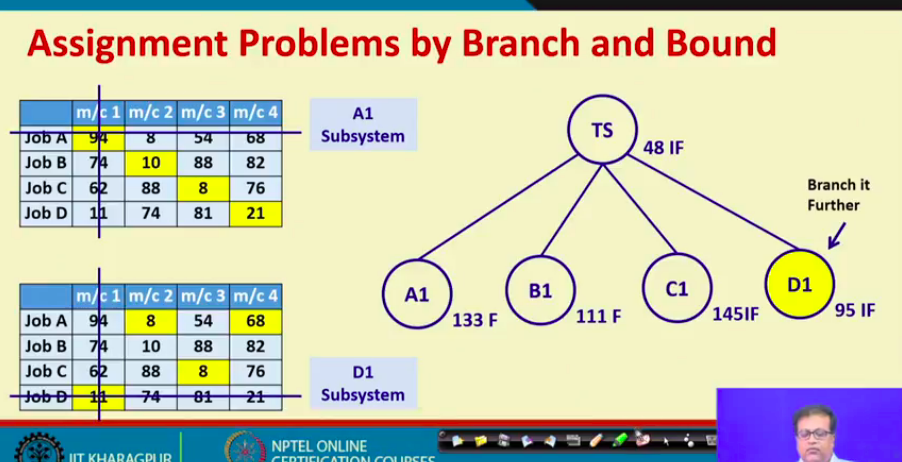 Assignment Problems by Branch and Bound
m/c 1 m/c 2 m/c 3 m/c 4
Job A 94 8 54 68
Job B 74 10 88 82
Job C 62 88 8 76
Job D 11 74 81 21
A1
Subsystem
m/c 1 m/c 2 m/c 3 m/c 4
Job A 94 8 54 68
Job B 74 10 88 82
Job C 62 88 8 76
Job D 11 74 81 21
D1
Subsystem
TS
48 IF
Branch it
Further
A1
133 F
B1
111 F
C1
145IF
D1
95 IF
IIT KHARAGPUR
NPTEL ONLINE
CERTIFICATION COURSES